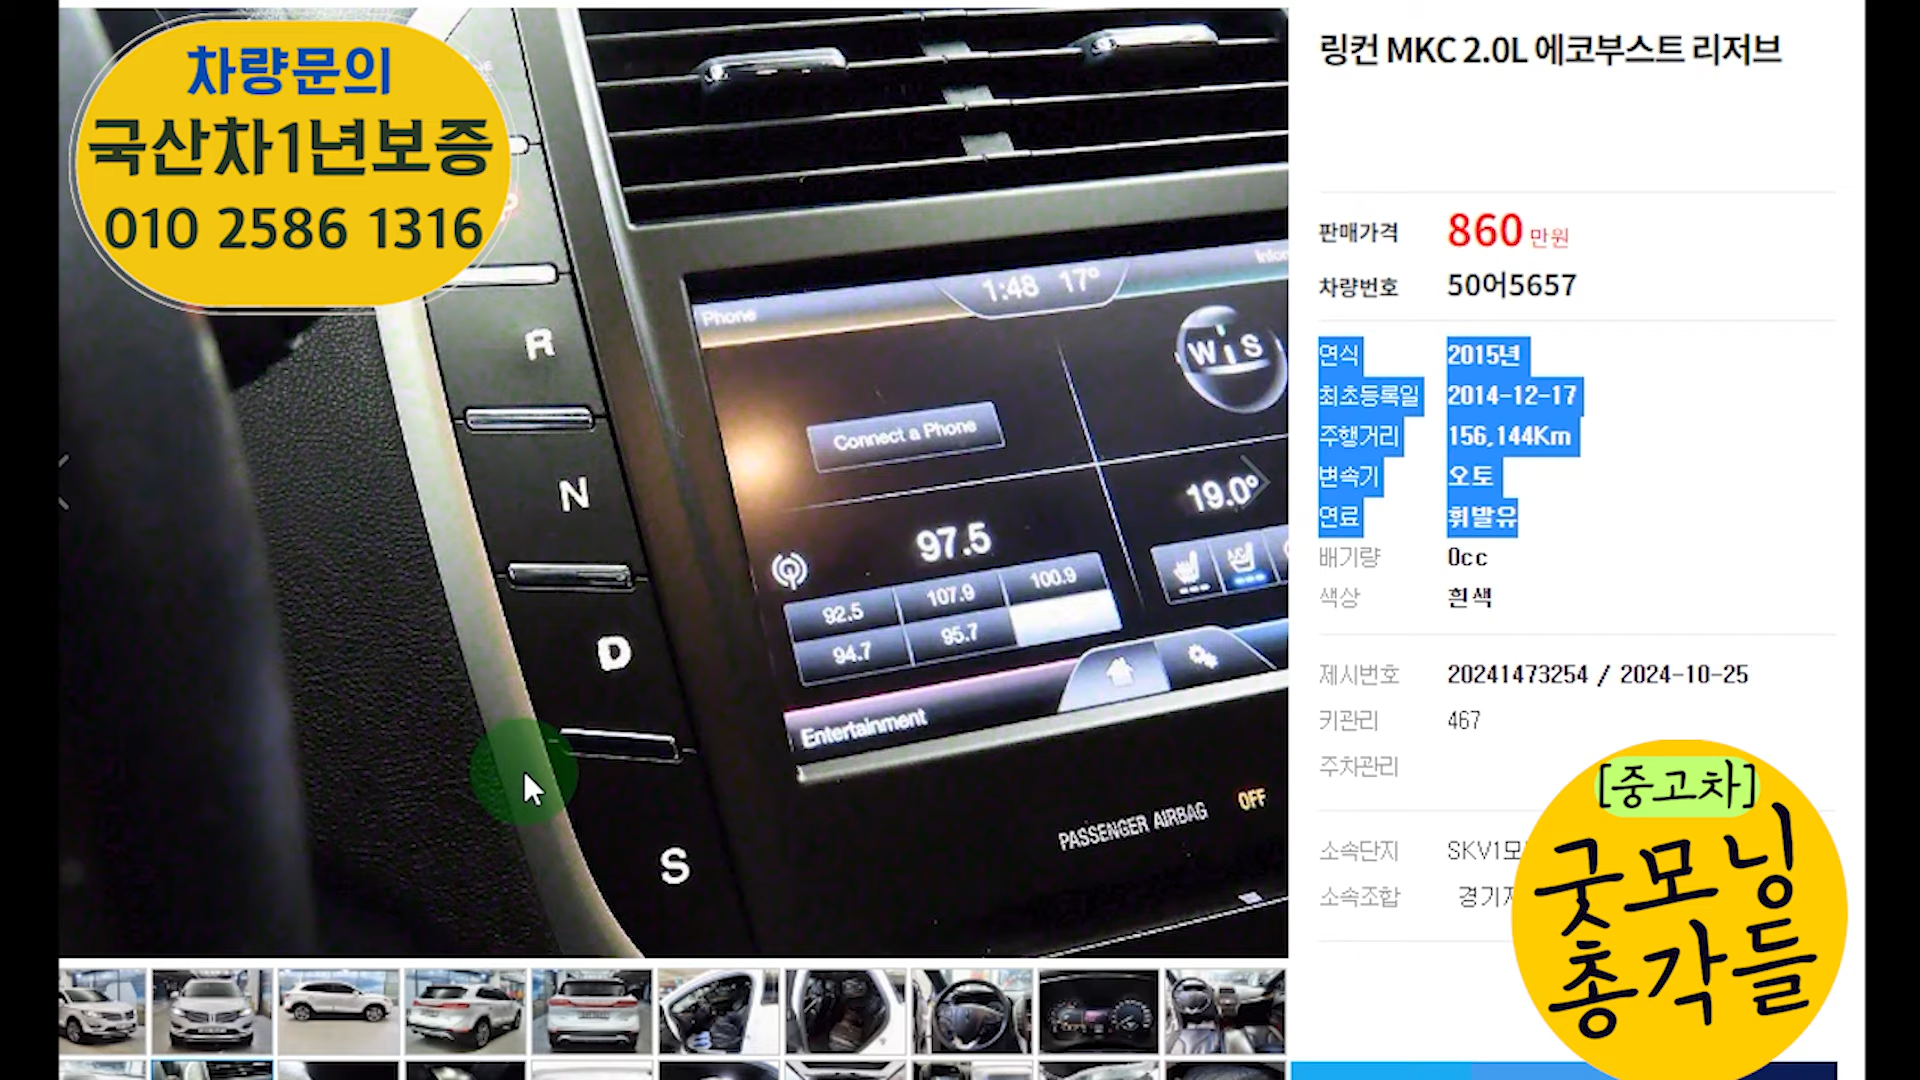 차량문의
국산차1년보증
010 2586 1316
R
N
D
S
1:48 17°
Phone
Connect a Phone
W S
19.0°
97.5
92.5 107.9 100.9
94.7 95.7
Entertainment
PASSENGER AIRBAG OFF
링컨 MKC 2.0L 에코부스트 리저브
판매가격 860 만원
차량번호 50어5657
연식 2015년
최초등록일 2014-12-17
주행거리 156,144Km
변속기 오토
연료 휘발유
배기량 0cc
색상 흰색
제시번호 20241473254 / 2024-10-25
키관리 467
주차관리
소속단지 SKV1모
소속조합 경기
[중고차]
굿모닝
총각들